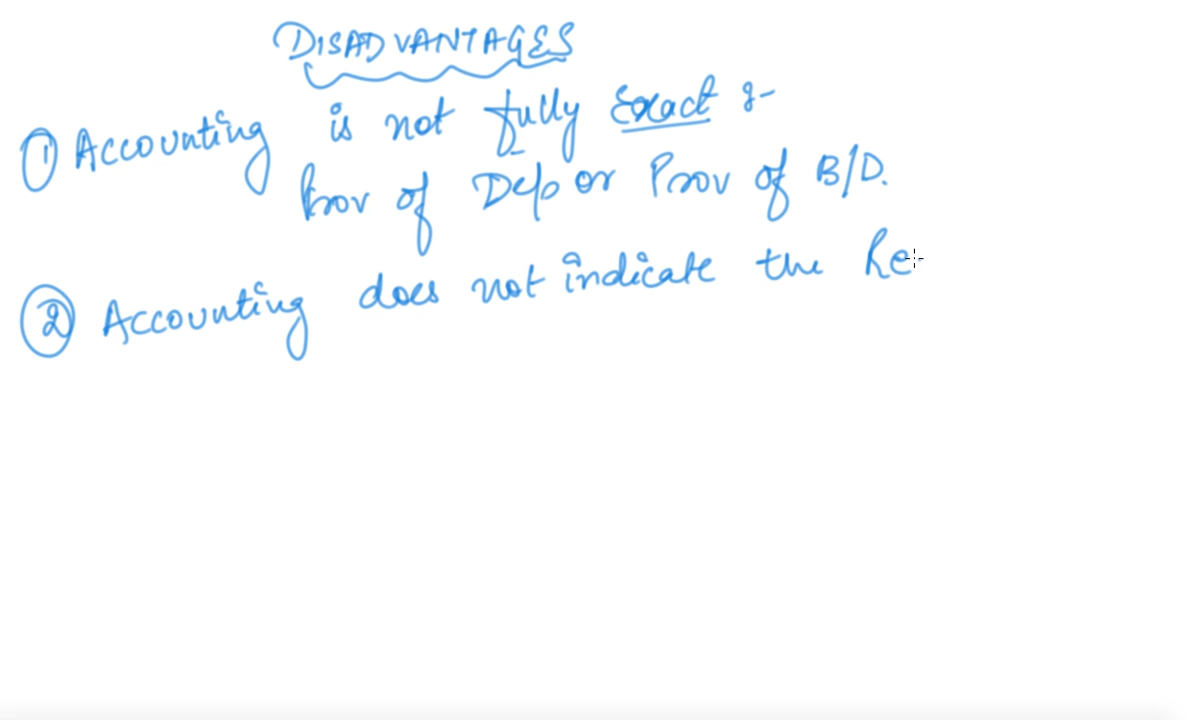 DISADVANTAGES
① Accounting is not fully Exact :-
Prov of Dep or Prov of B/D.
② Accounting does not indicate the Re